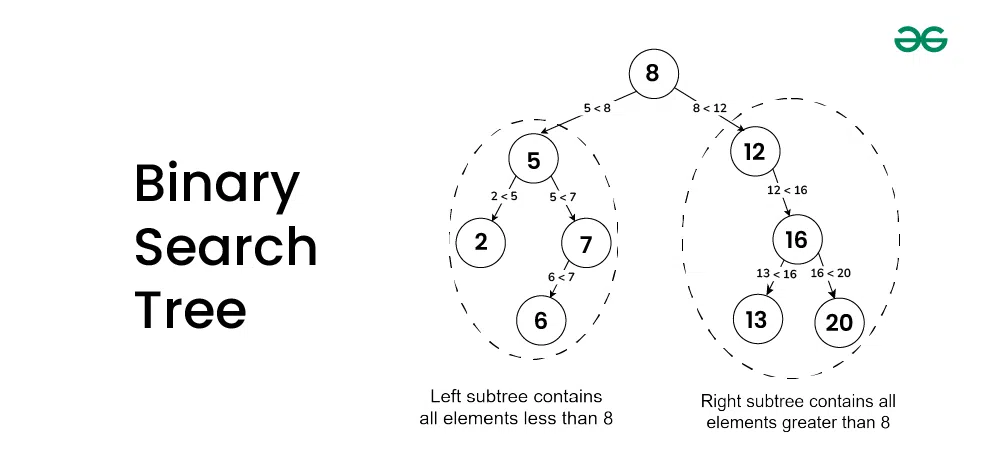 Binary
Search
Tree
8
5 < 8
8 < 12
5
12
2 < 5
5 < 7
12 < 16
2
7
16
6 < 7
13 < 16
16 < 20
6
13
20
Left subtree contains
all elements less than 8
Right subtree contains all
elements greater than 8